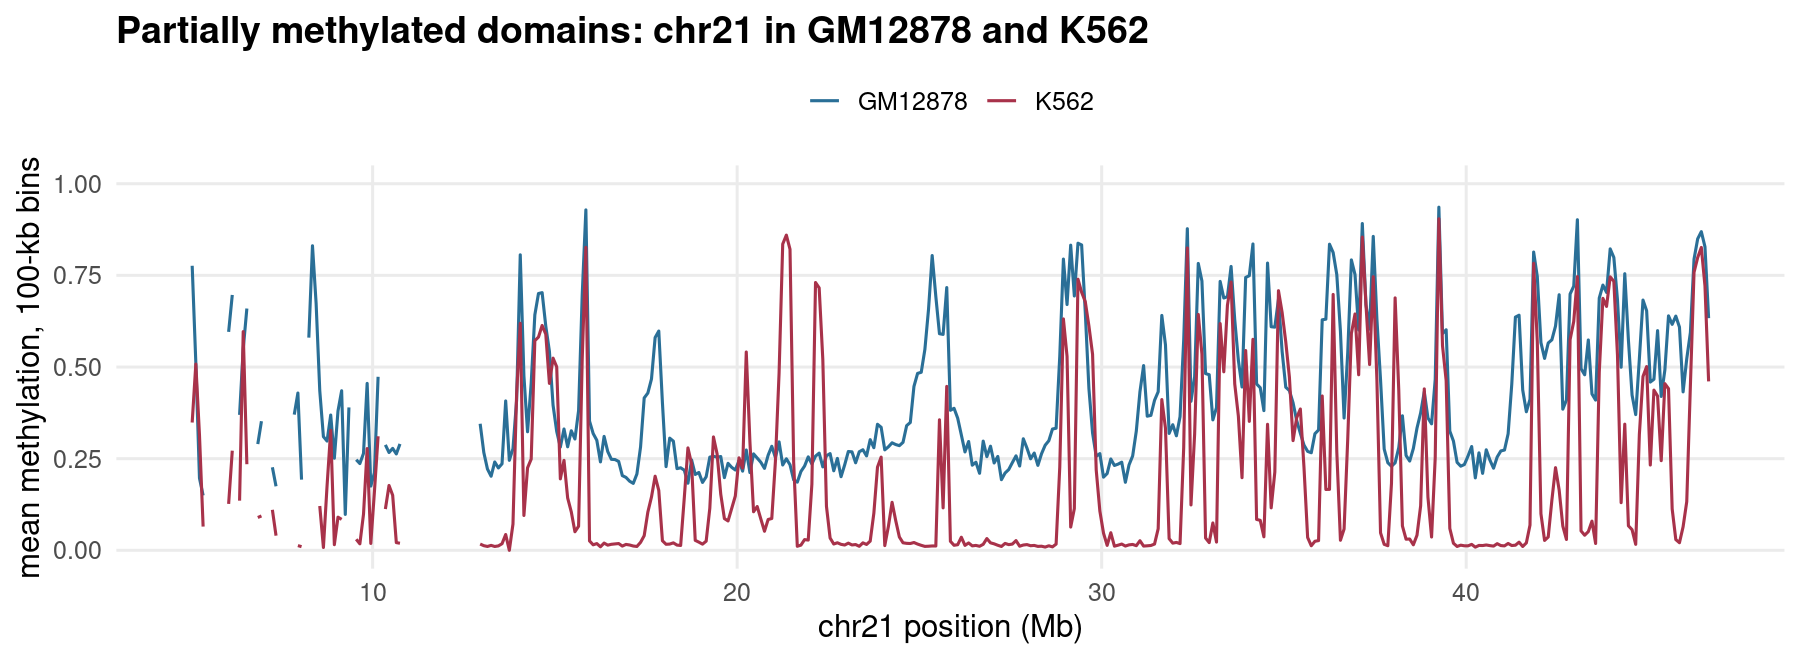 Partially methylated domains: chr21 in GM12878 and K562
GM12878 K562
mean methylation, 100-kb bins
1.00
0.75
0.50
0.25
0.00
10 20 30 40
chr21 position (Mb)